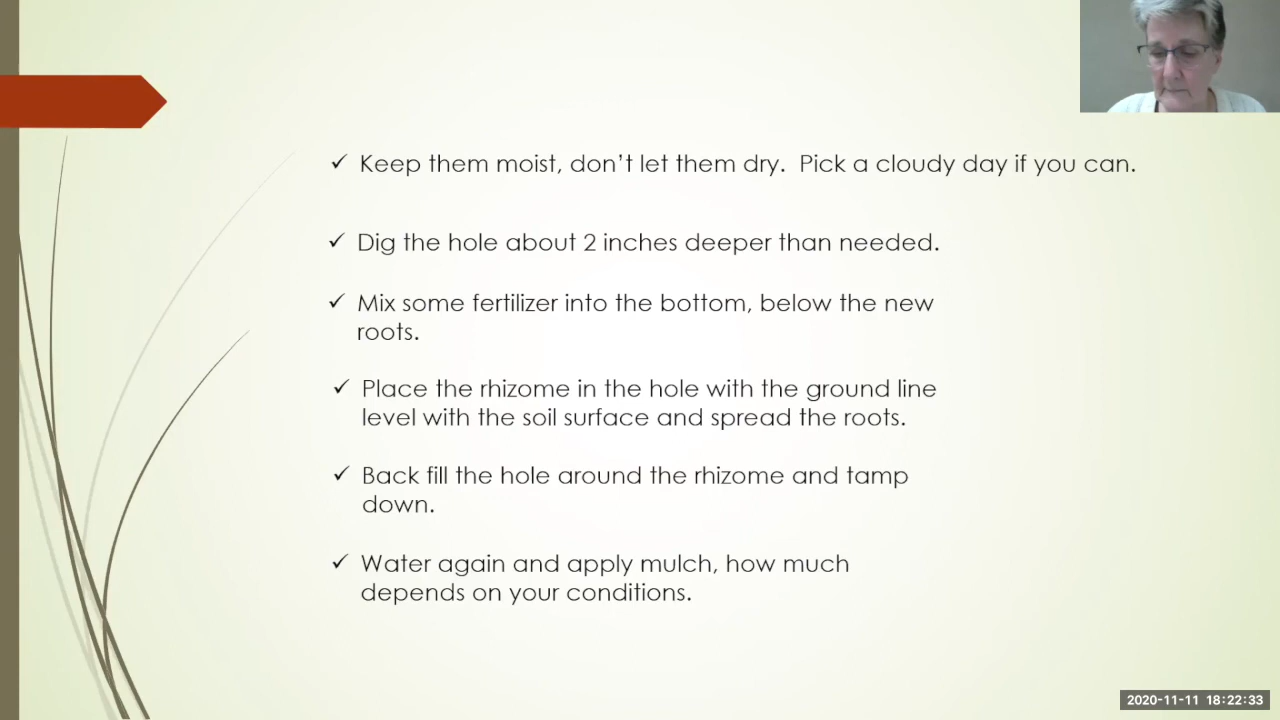 ✓ Keep them moist, don't let them dry.  Pick a cloudy day if you can.
✓ Dig the hole about 2 inches deeper than needed.
✓ Mix some fertilizer into the bottom, below the new
roots.
✓ Place the rhizome in the hole with the ground line
level with the soil surface and spread the roots.
✓ Back fill the hole around the rhizome and tamp
down.
✓ Water again and apply mulch, how much
depends on your conditions.
2020-11-11 18:22:33